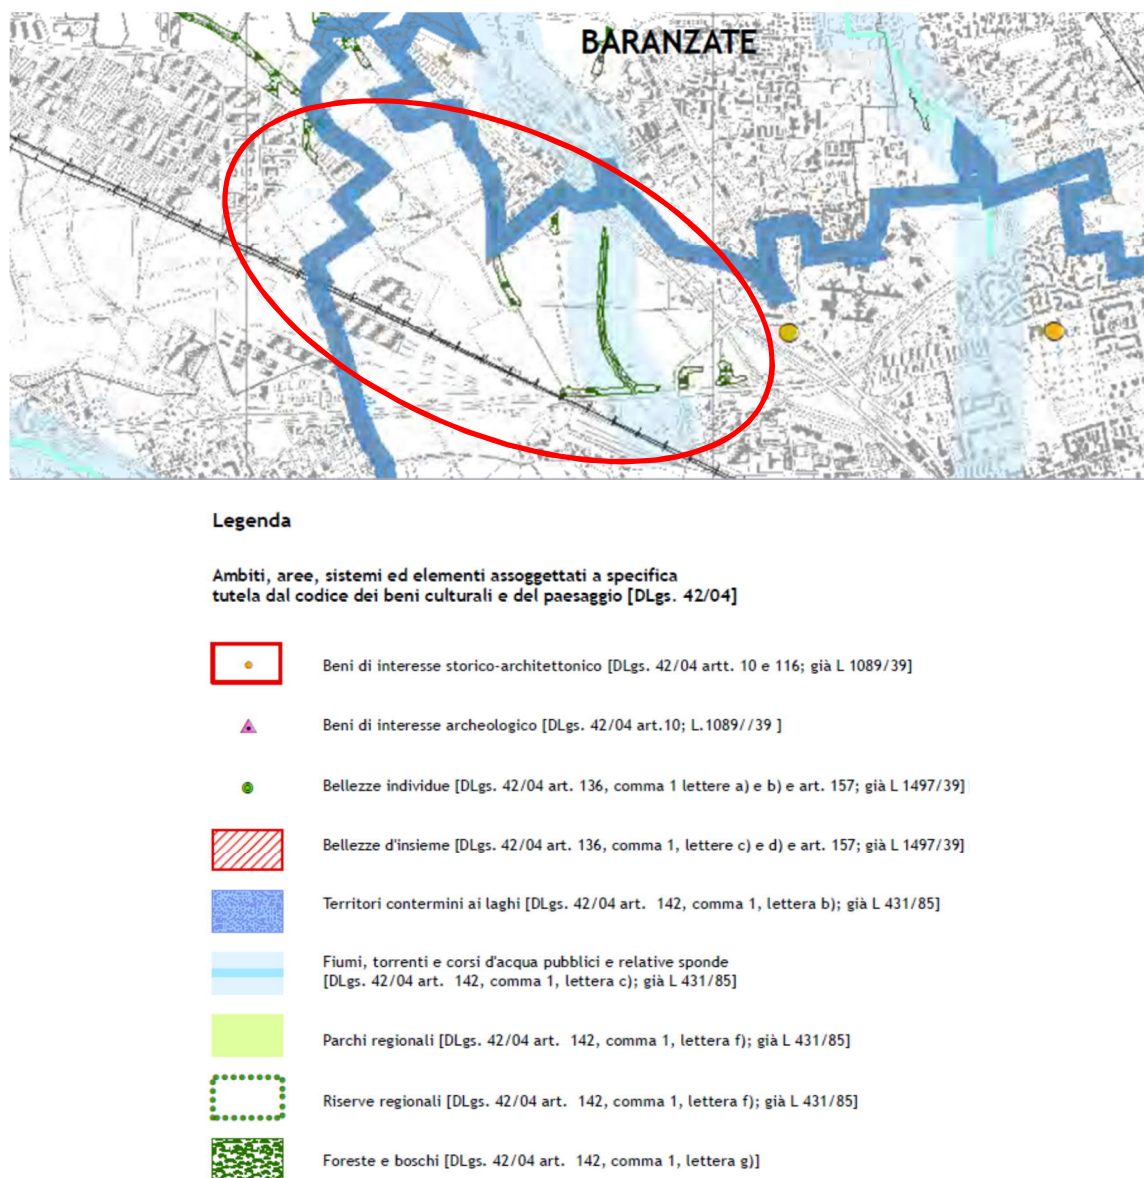 BARANZATE
Legenda
Ambiti, aree, sistemi ed elementi assoggettati a specifica
tutela dal codice dei beni culturali e del paesaggio [DLgs. 42/04]
Beni di interesse storico-architettonico [DLgs. 42/04 artt. 10 e 116; già L 1089/39]
Beni di interesse archeologico [DLgs. 42/04 art.10; L.1089//39 ]
Bellezze individue [DLgs. 42/04 art. 136, comma 1 lettere a) e b) e art. 157; già L 1497/39]
Bellezze d'insieme [DLgs. 42/04 art. 136, comma 1, lettere c) e d) e art. 157; già L 1497/39]
Territori contermini ai laghi [DLgs. 42/04 art. 142, comma 1, lettera b); già L 431/85]
Fiumi, torrenti e corsi d'acqua pubblici e relative sponde
[DLgs. 42/04 art. 142, comma 1, lettera c); già L 431/85]
Parchi regionali [DLgs. 42/04 art. 142, comma 1, lettera f); già L 431/85]
Riserve regionali [DLgs. 42/04 art. 142, comma 1, lettera f); già L 431/85]
Foreste e boschi [DLgs. 42/04 art. 142, comma 1, lettera g)]